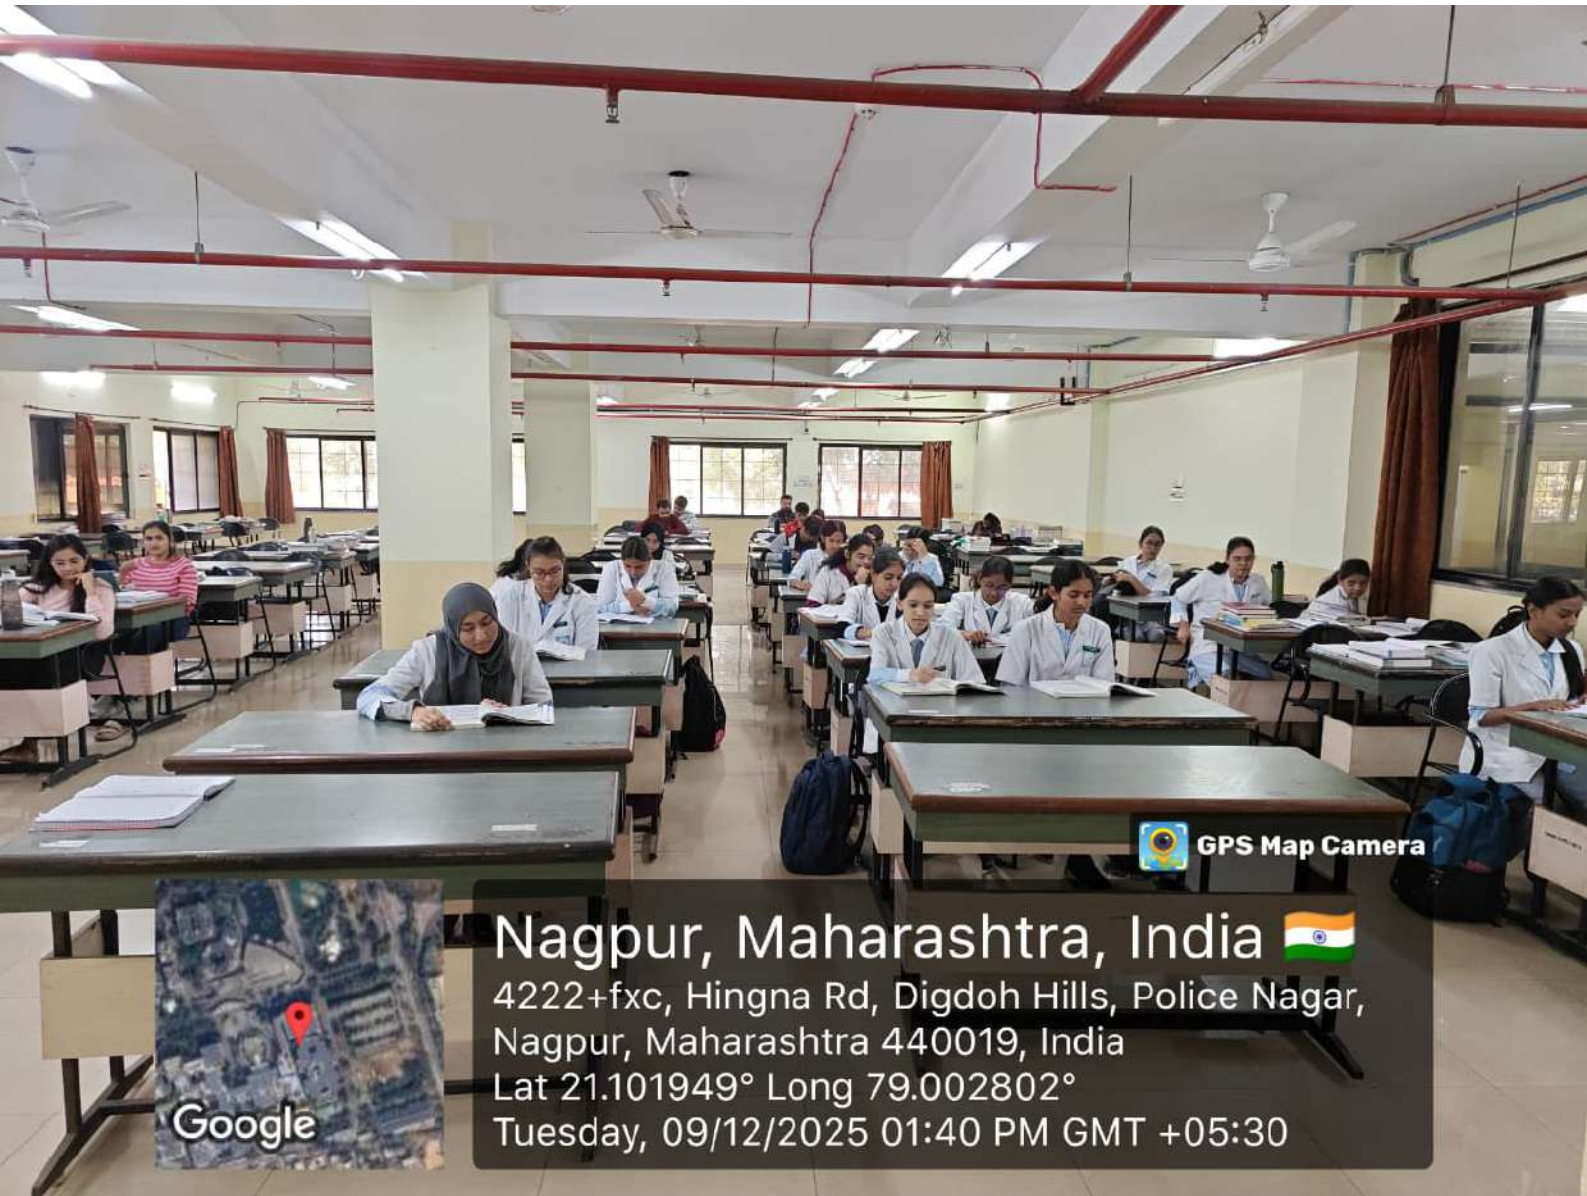 GPS Map Camera
Nagpur, Maharashtra, India
4222+fxc, Hingna Rd, Digdoh Hills, Police Nagar,
Nagpur, Maharashtra 440019, India
Lat 21.101949° Long 79.002802°
Tuesday, 09/12/2025 01:40 PM GMT +05:30
Google